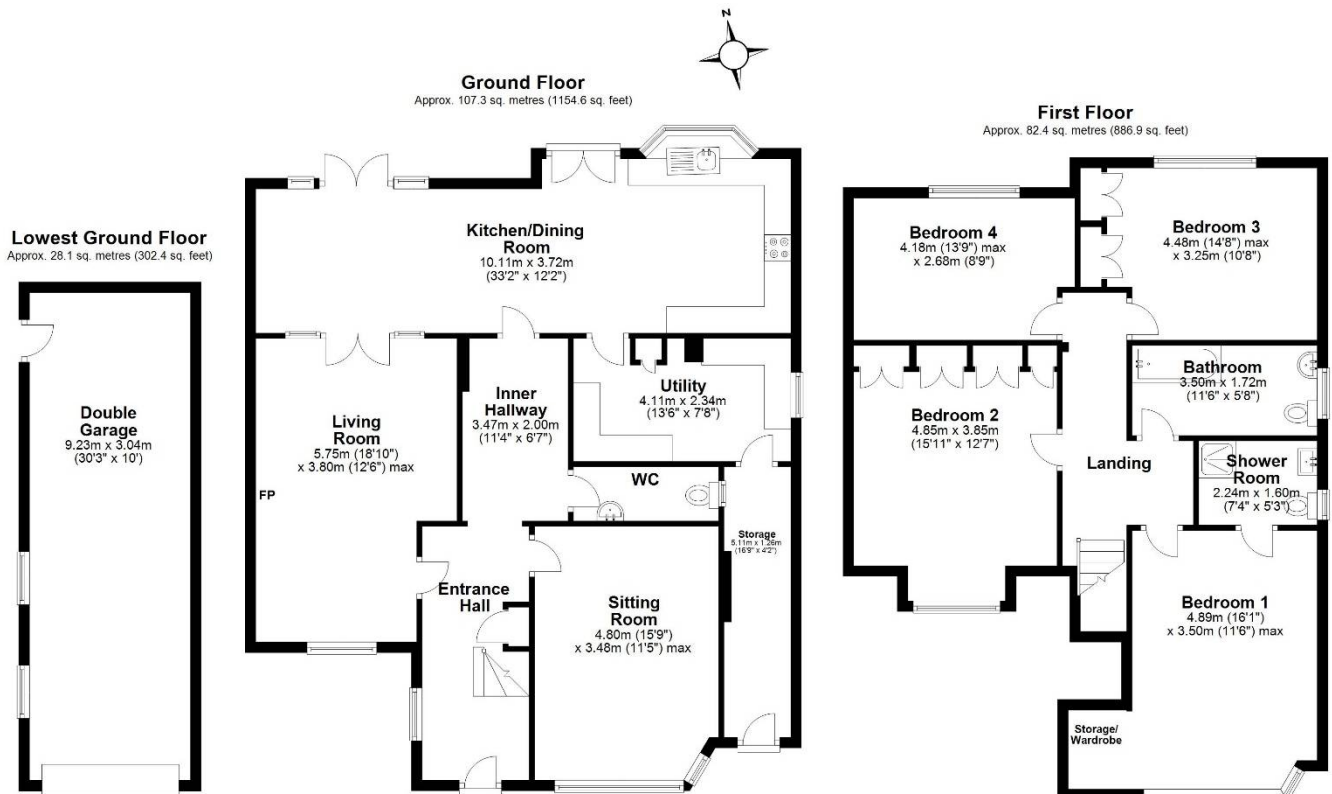 N
Ground Floor
Approx. 107.3 sq. metres (1154.6 sq. feet)
First Floor
Approx. 82.4 sq. metres (886.9 sq. feet)
Lowest Ground Floor
Approx. 28.1 sq. metres (302.4 sq. feet)
Double
Garage
9.23m x 3.04m
(30'3" x 10')
Kitchen/Dining
Room
10.11m x 3.72m
(33'2" x 12'2")
Living
Room
5.75m (18'10")
x 3.80m (12'6") max
FP
Inner
Hallway
3.47m x 2.00m
(11'4" x 6'7")
Utility
4.11m x 2.34m
(13'6" x 7'8")
WC
Storage
5.11m x 1.26m
(16'9" x 4'2")
Entrance
Hall
Sitting
Room
4.80m (15'9")
x 3.48m (11'5") max
Bedroom 4
4.18m (13'9") max
x 2.68m (8'9")
Bedroom 3
4.48m (14'8") max
x 3.25m (10'8")
Bedroom 2
4.85m x 3.85m
(15'11" x 12'7")
Bathroom
3.50m x 1.72m
(11'6" x 5'8")
Landing
Shower
Room
2.24m x 1.60m
(7'4" x 5'3")
Bedroom 1
4.89m (16'1")
x 3.50m (11'6") max
Storage/
Wardrobe